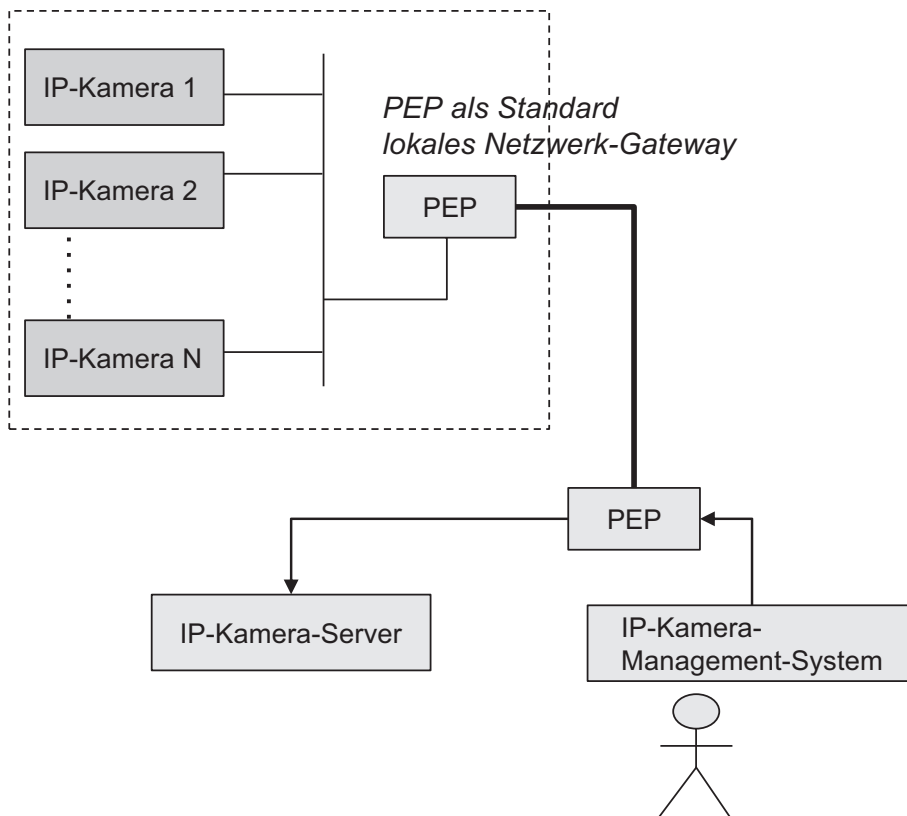 IP-Kamera 1
PEP als Standard
lokales Netzwerk-Gateway
IP-Kamera 2
PEP
IP-Kamera N
PEP
IP-Kamera-Server
IP-Kamera-
Management-System